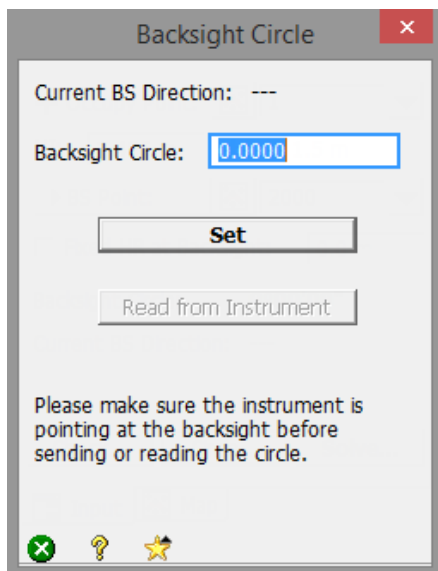 Backsight Circle
Current BS Direction: ---
Backsight Circle: 0.0000
Set
Read from Instrument
Please make sure the instrument is
pointing at the backsight before
sending or reading the circle.